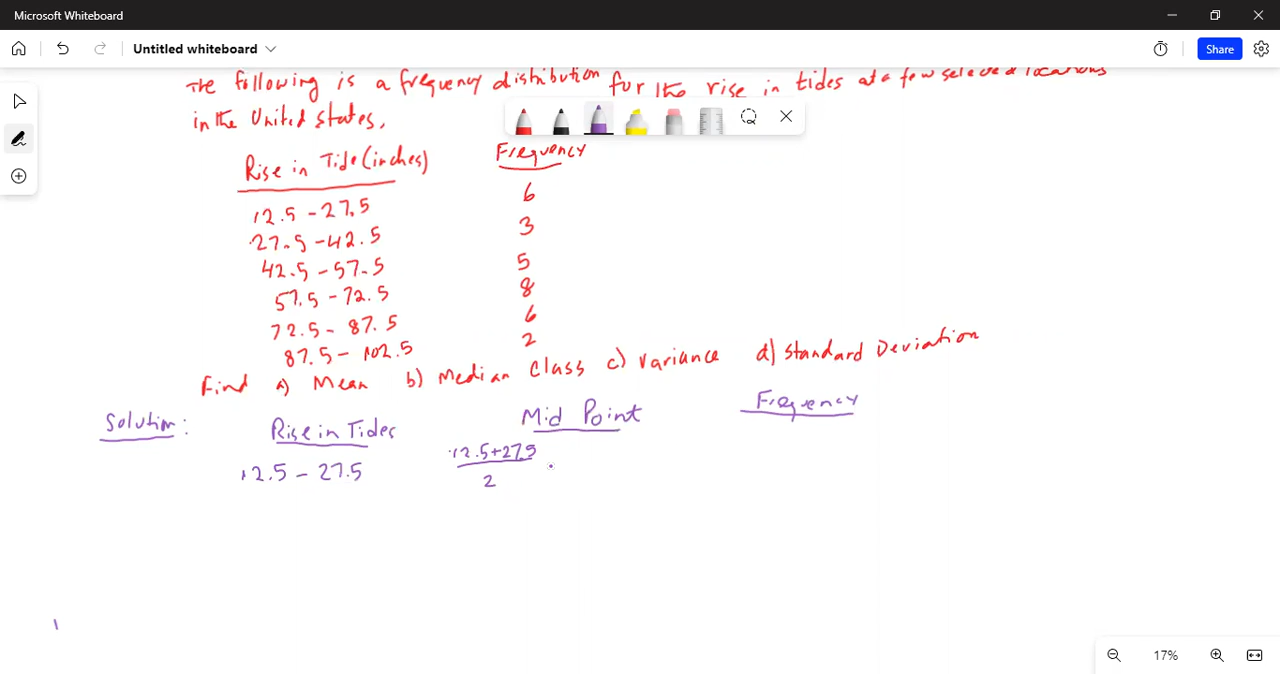 Microsoft Whiteboard
Untitled whiteboard
Share
The following is a frequency distribution for the rise in tides at a few selected locations
in the United States,
Rise in Tide (inches) Frequency
12.5 - 27.5 6
27.5 - 42.5 3
42.5 - 57.5 5
57.5 - 72.5 8
72.5 - 87.5 6
87.5 - 102.5 2
Find a) Mean b) Median Class c) Variance d) Standard Deviation
Solution: Rise in Tides Mid Point Frequency
12.5 - 27.5 12.5+27.5
2
17%